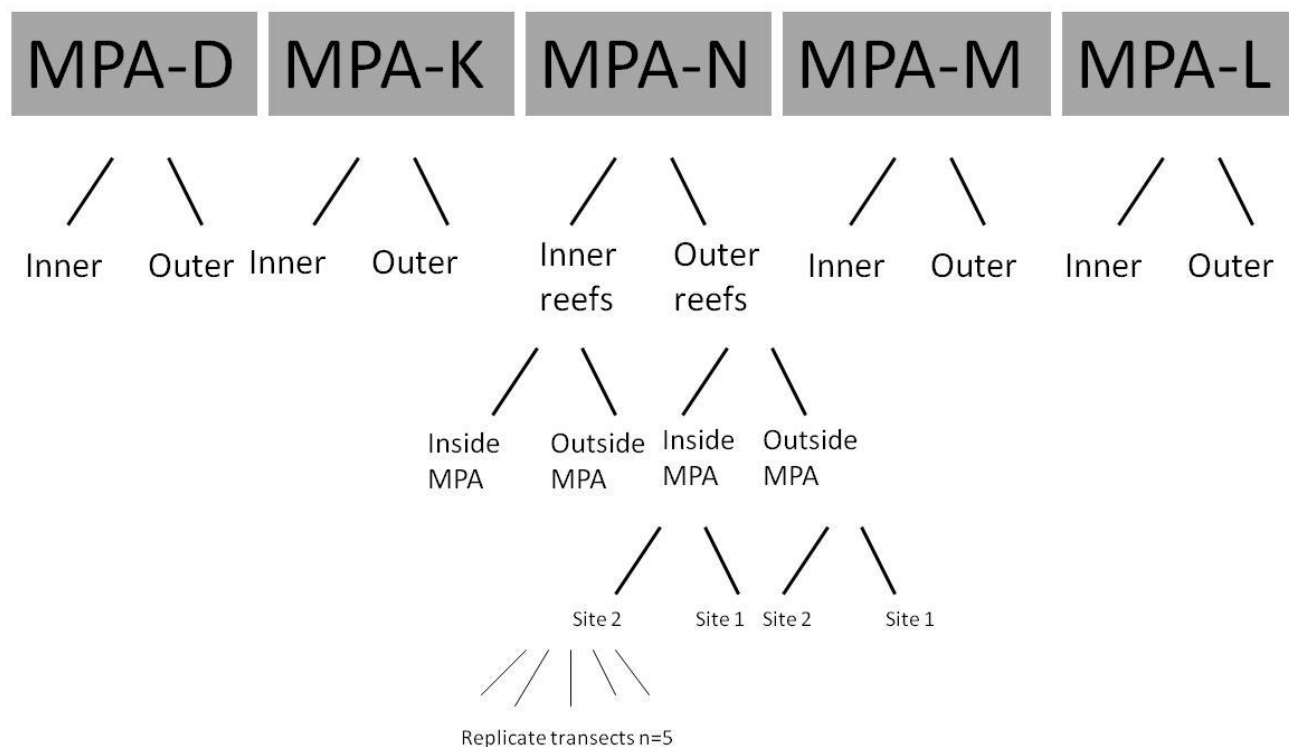 MPA-D MPA-K MPA-N MPA-M MPA-L
Inner Outer Inner Outer Inner Outer Inner Outer Inner Outer
reefs reefs
Inside Outside Inside Outside
MPA MPA MPA MPA
Site 2 Site 1 Site 2 Site 1
Replicate transects n=5